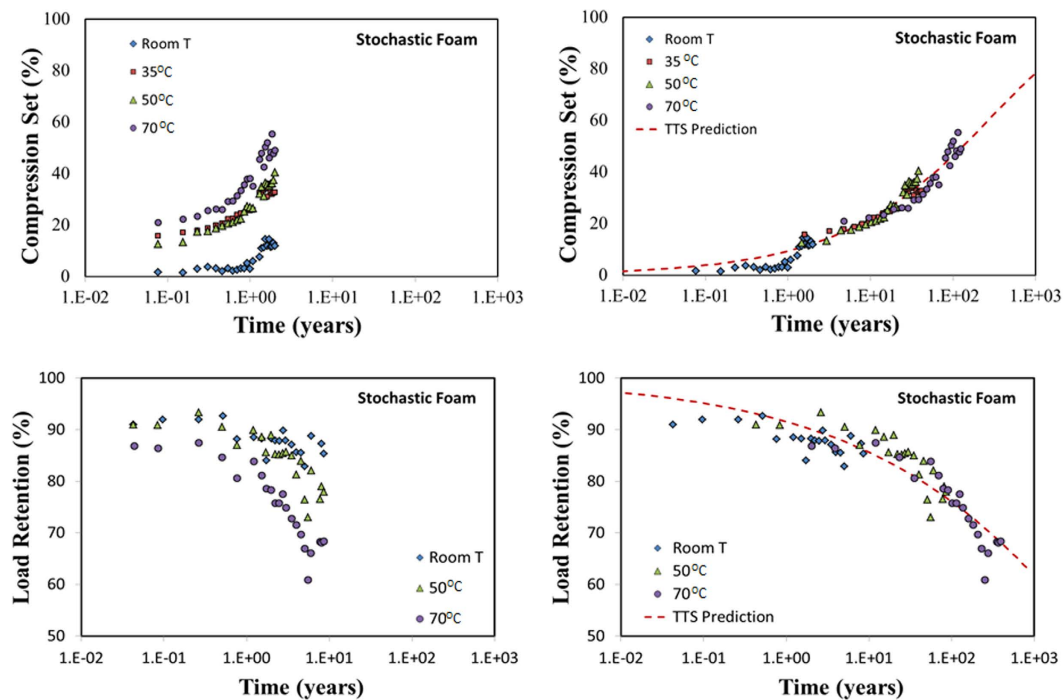 100
80
60
40
20
0
Compression Set (%)
Stochastic Foam
Room T
35°C
50°C
70°C
1.E-02 1.E-01 1.E+00 1.E+01 1.E+02 1.E+03
Time (years)
100
80
60
40
20
0
Compression Set (%)
Stochastic Foam
Room T
35 °C
50°C
70°C
TTS Prediction
1.E-02 1.E-01 1.E+00 1.E+01 1.E+02 1.E+03
Time (years)
100
90
80
70
60
50
Load Retention (%)
Stochastic Foam
Room T
50°C
70°C
1.E-02 1.E-01 1.E+00 1.E+01 1.E+02 1.E+03
Time (years)
100
90
80
70
60
50
Load Retention (%)
Stochastic Foam
Room T
50°C
70°C
TTS Prediction
1.E-02 1.E-01 1.E+00 1.E+01 1.E+02 1.E+03
Time (years)